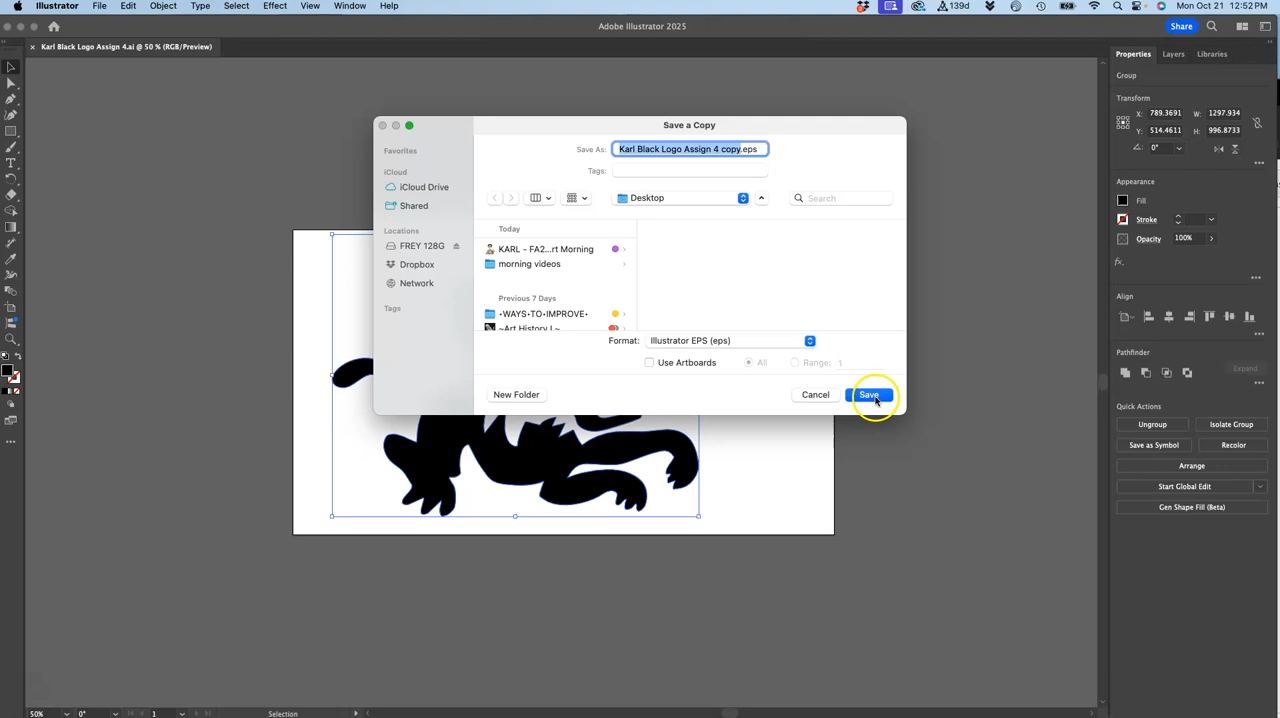 Illustrator File Edit Object Type Select Effect View Window Help 139d Mon Oct 21 12:52 PM
Adobe Illustrator 2025 Share
× Karl Black Logo Assign 4.ai @ 50 % (RGB/Preview)
Properties Layers Libraries
Group
Transform
X: 789.3691 W: 1297.934
Y: 514.4611 H: 996.8733
0°
Appearance
Fill
Stroke
Opacity 100%
fx.
Align
Pathfinder
Expand
Quick Actions
Ungroup Isolate Group
Save as Symbol Recolor
Arrange
Start Global Edit
Gen Shape Fill (Beta)
Save a Copy
Save As: Karl Black Logo Assign 4 copy.eps
Tags:
Desktop Search
Favorites
iCloud
iCloud Drive
Shared
Locations
FREY 128G
Dropbox
Network
Tags
Today
KARL - FA2...rt Morning
morning videos
Previous 7 Days
•WAYS•TO•IMPROVE•
~Art History I ~
Format: Illustrator EPS (eps)
Use Artboards All Range: 1
New Folder Cancel Save
50% 0° 1 Selection